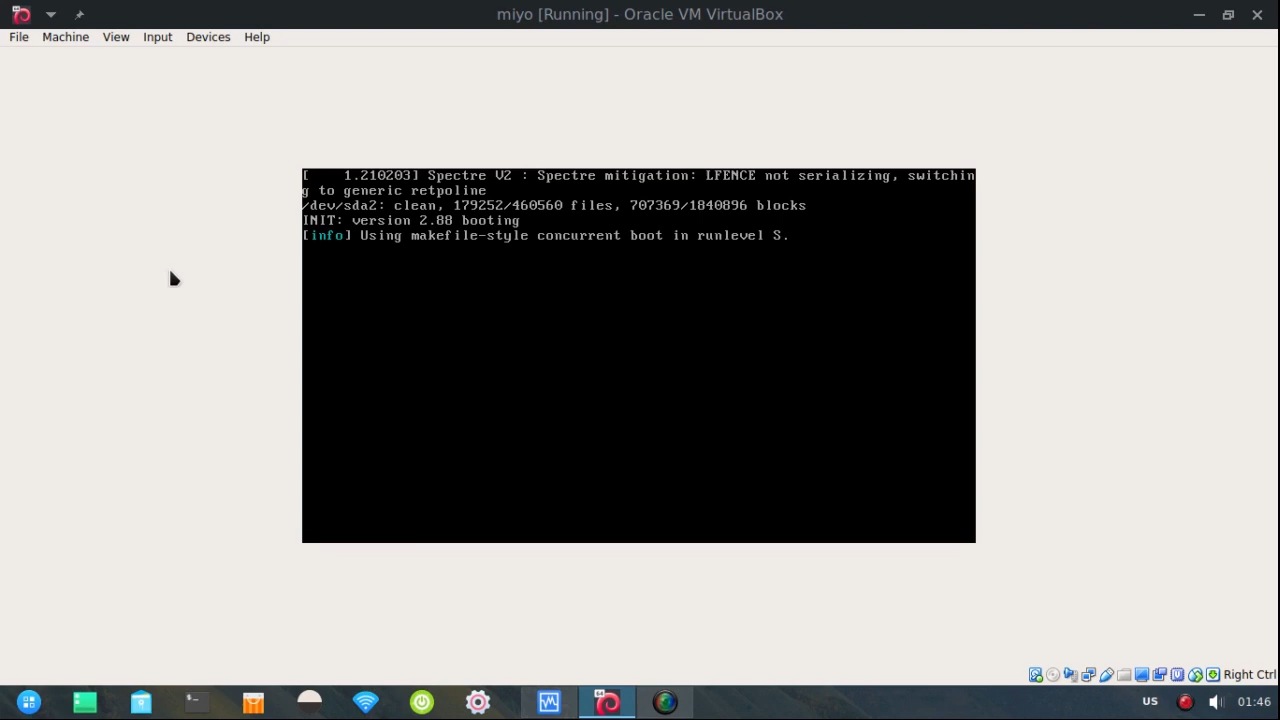 miyo [Running] - Oracle VM VirtualBox
File Machine View Input Devices Help
[    1.210203] Spectre V2 : Spectre mitigation: LFENCE not serializing, switchin
g to generic retpoline
/dev/sda2: clean, 179252/460560 files, 707369/1840896 blocks
INIT: version 2.88 booting
[info] Using makefile-style concurrent boot in runlevel S.
Right Ctrl
US 01:46